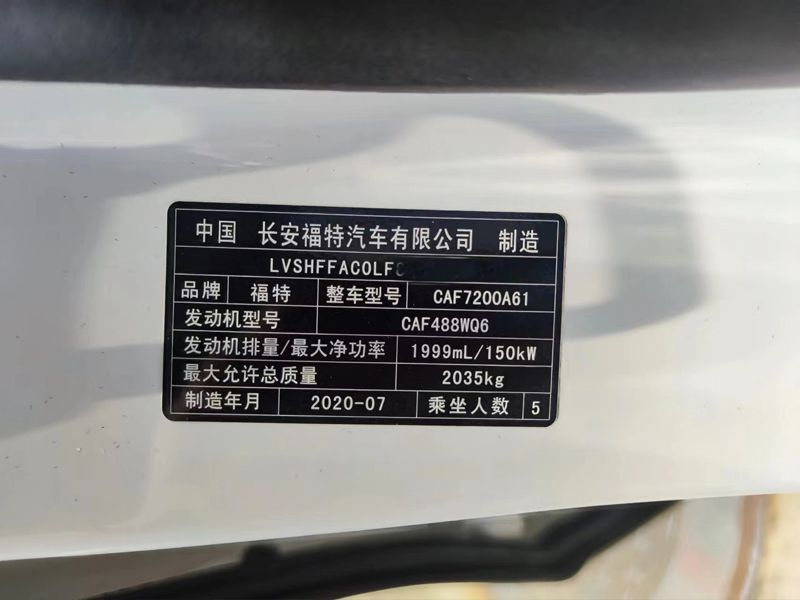 中国 长安福特汽车有限公司 制造
LVSHFFAC0LF
品牌 福特 整车型号 CAF7200A61
发动机型号 CAF488WQ6
发动机排量/最大净功率 1999mL/150kW
最大允许总质量 2035kg
制造年月 2020-07 乘坐人数 5